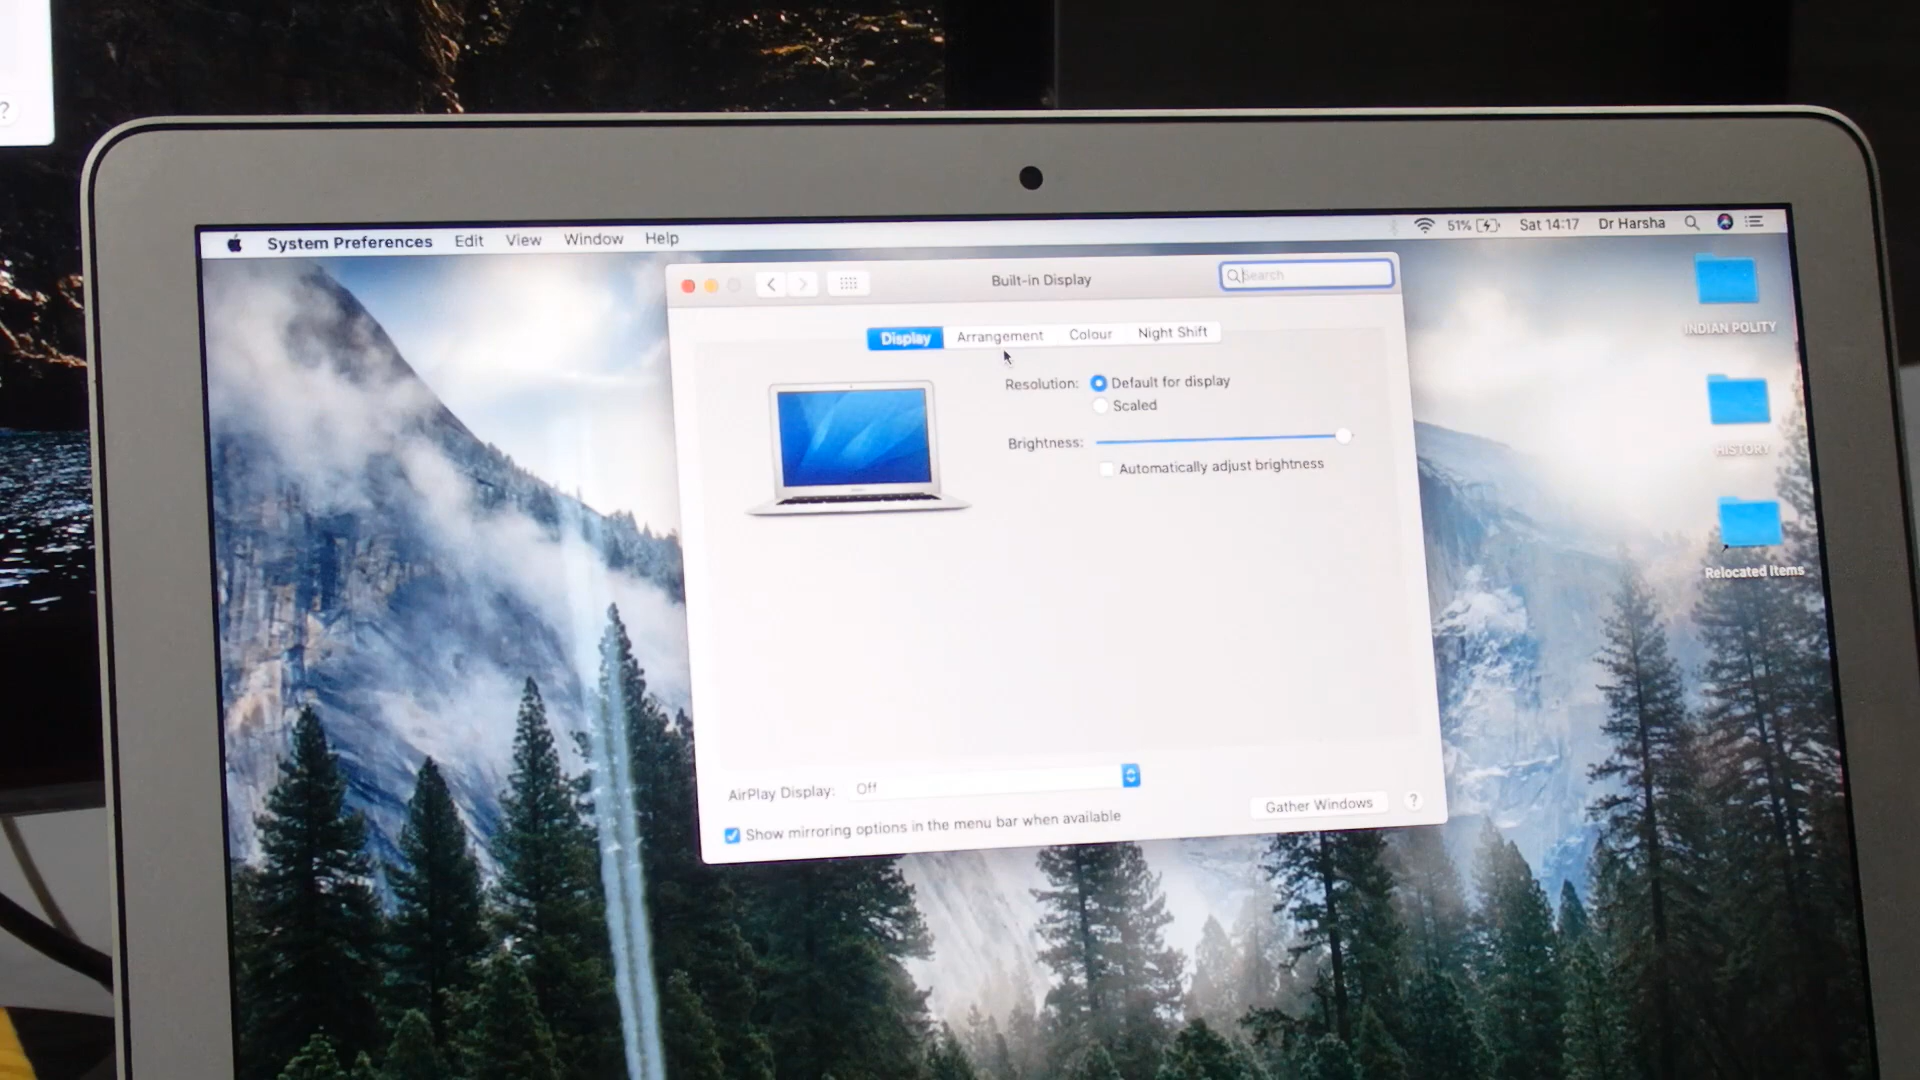 ?
System Preferences Edit View Window Help
51% Sat 14:17 Dr Harsha
Built-in Display
Search
Display Arrangement Colour Night Shift
Resolution: Default for display
Scaled
Brightness:
Automatically adjust brightness
AirPlay Display: Off
Show mirroring options in the menu bar when available
Gather Windows ?
INDIAN POLITY
HISTORY
Relocated Items